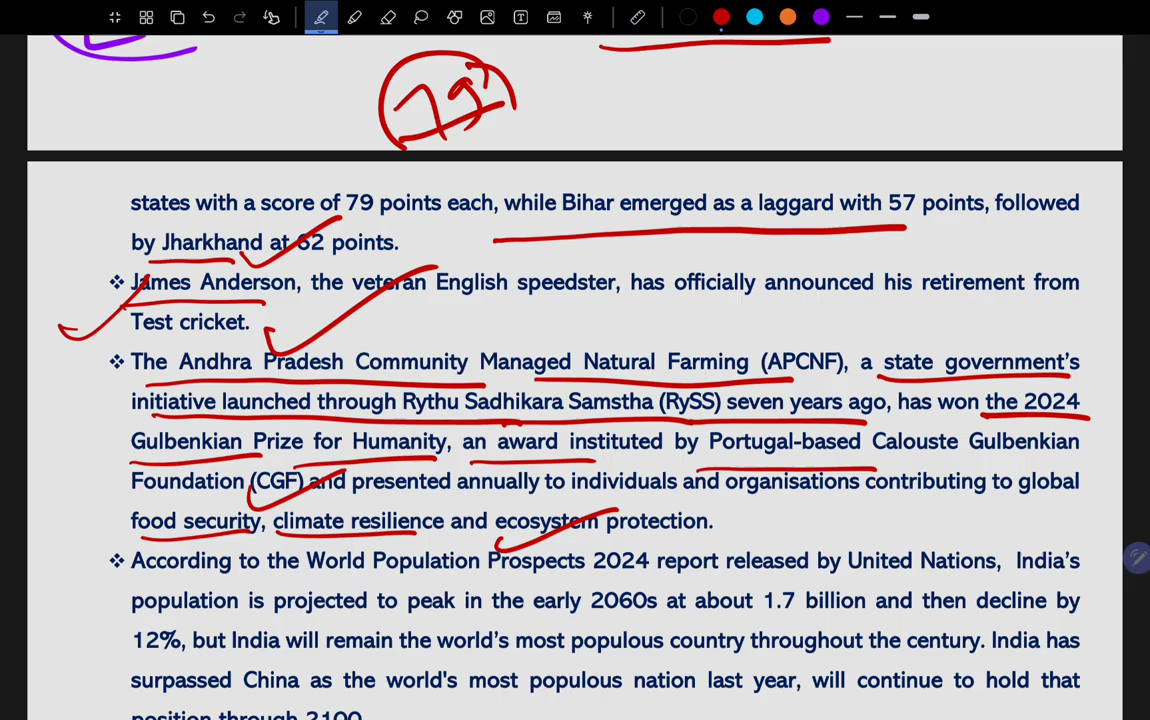 79
states with a score of 79 points each, while Bihar emerged as a laggard with 57 points, followed
by Jharkhand at 62 points.
❖ James Anderson, the veteran English speedster, has officially announced his retirement from
Test cricket.
❖ The Andhra Pradesh Community Managed Natural Farming (APCNF), a state government's
initiative launched through Rythu Sadhikara Samstha (RySS) seven years ago, has won the 2024
Gulbenkian Prize for Humanity, an award instituted by Portugal-based Calouste Gulbenkian
Foundation (CGF) and presented annually to individuals and organisations contributing to global
food security, climate resilience and ecosystem protection.
❖ According to the World Population Prospects 2024 report released by United Nations, India's
population is projected to peak in the early 2060s at about 1.7 billion and then decline by
12%, but India will remain the world's most populous country throughout the century. India has
surpassed China as the world's most populous nation last year, will continue to hold that
position through 2100